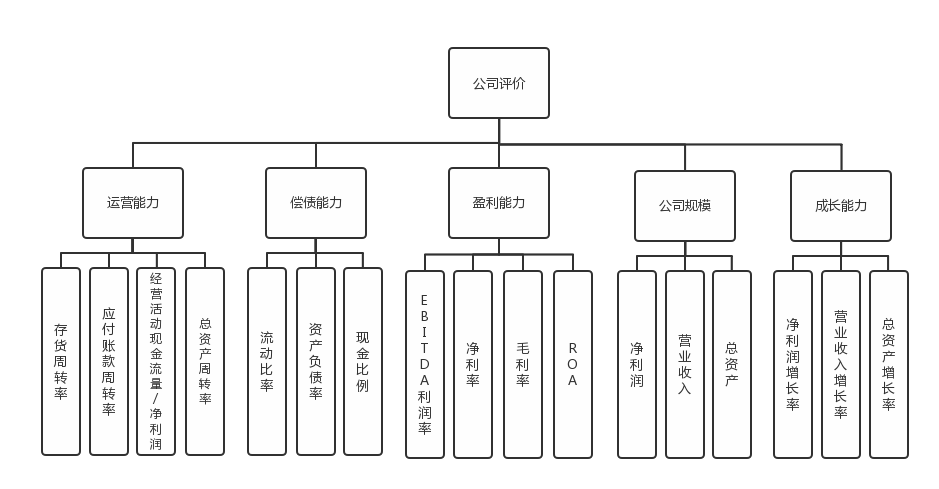 公司评价
运营能力
偿债能力
盈利能力
公司规模
成长能力
存货周转率
应付账款周转率
经营活动现金流量/净利润
总资产周转率
流动比率
资产负债率
现金比例
EBITDA利润率
净利率
毛利率
ROA
净利润
营业收入
总资产
净利润增长率
营业收入增长率
总资产增长率